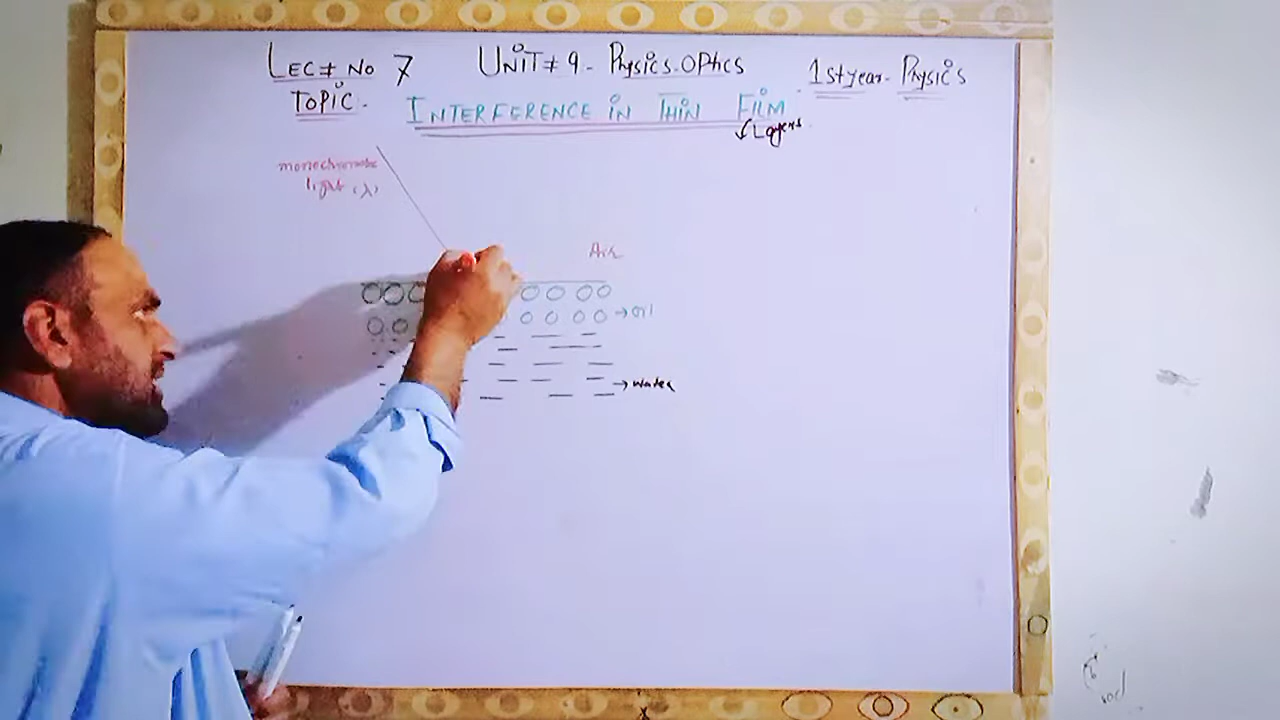 LEC # No 7 UNiT # 9 - PHysics. OPtics 1st year - Physics
TOPiC -
INTERFERENCE iN THiN FiLM
↙ Layers
monochromatic
light (λ)
Air
→ oil
→ water